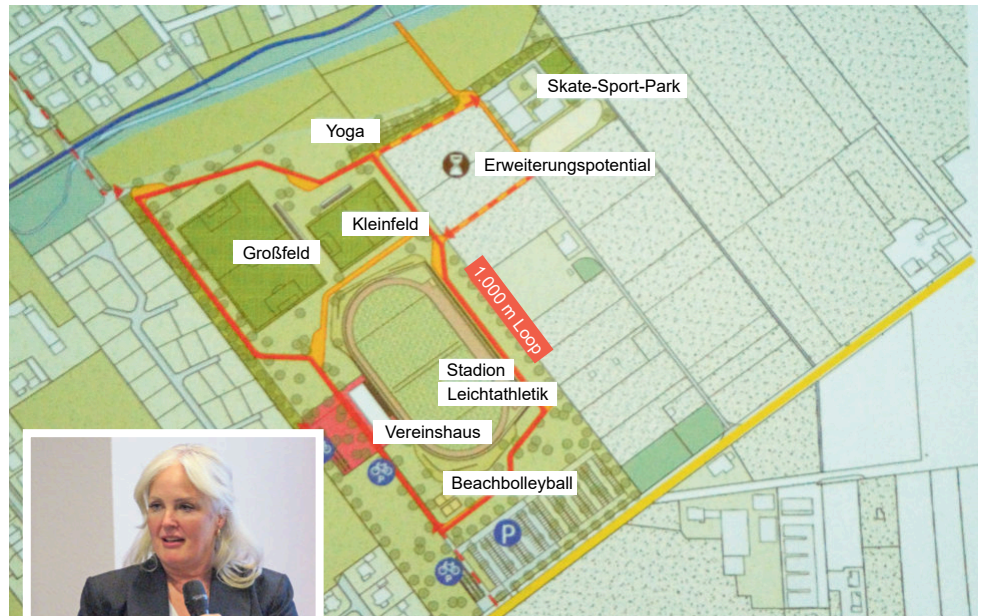 Skate-Sport-Park
Yoga
Erweiterungspotential
Kleinfeld
Großfeld
1.000 m Loop
Stadion
Leichtathletik
Vereinshaus
Beachbolleyball
P
P
P